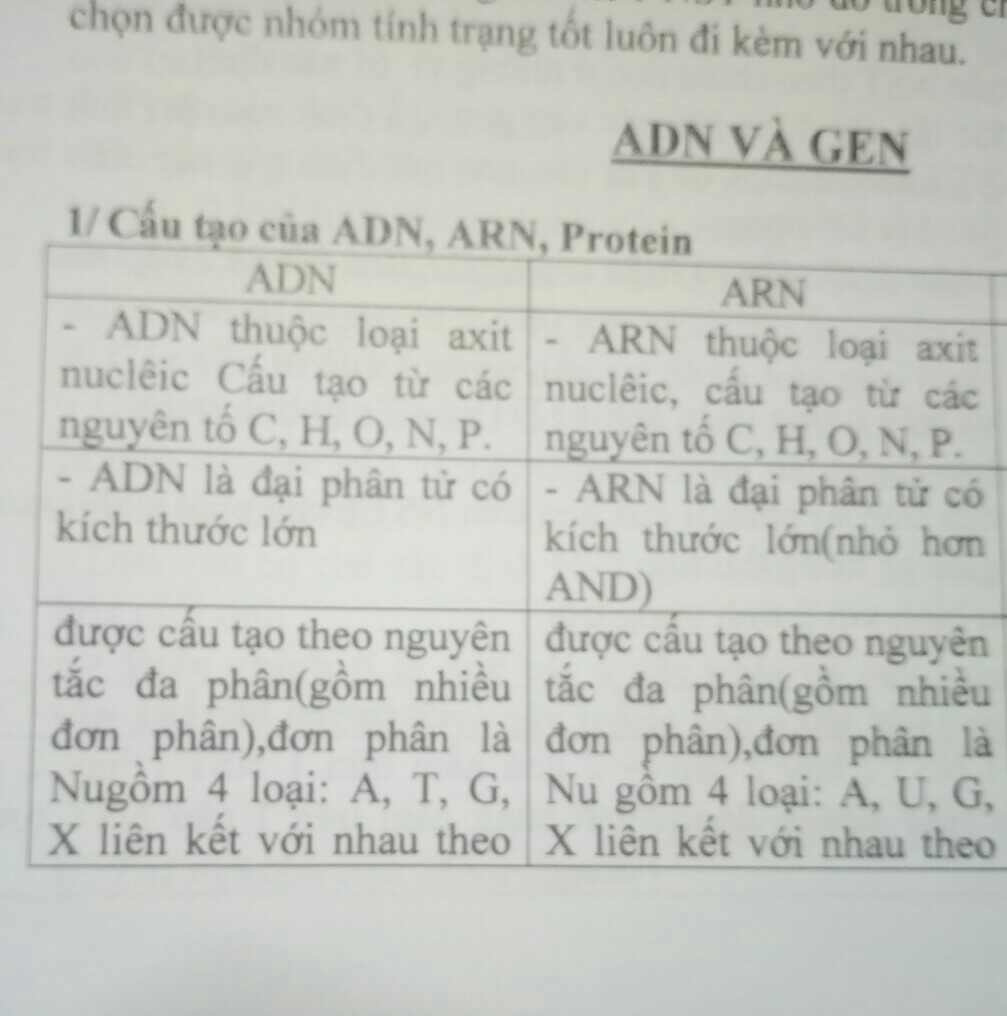 trong
chọn được nhóm tính trạng tốt luôn đi kèm với nhau.
ADN VÀ GEN
1/ Cấu tạo của ADN, ARN, Protein
ADN
ARN
- ADN thuộc loại axit
nuclêic Cấu tạo từ các
nguyên tố C, H, O, N, P.
- ARN thuộc loại axit
nuclêic, cấu tạo từ các
nguyên tố C, H, O, N, P.
- ADN là đại phân tử có
kích thước lớn
- ARN là đại phân tử có
kích thước lớn(nhỏ hơn
AND)
được cấu tạo theo nguyên
tắc đa phân(gồm nhiều
đơn phân),đơn phân là
Nugồm 4 loại: A, T, G,
X liên kết với nhau theo
được cấu tạo theo nguyên
tắc đa phân(gồm nhiều
đơn phân),đơn phân là
Nu gồm 4 loại: A, U, G,
X liên kết với nhau theo